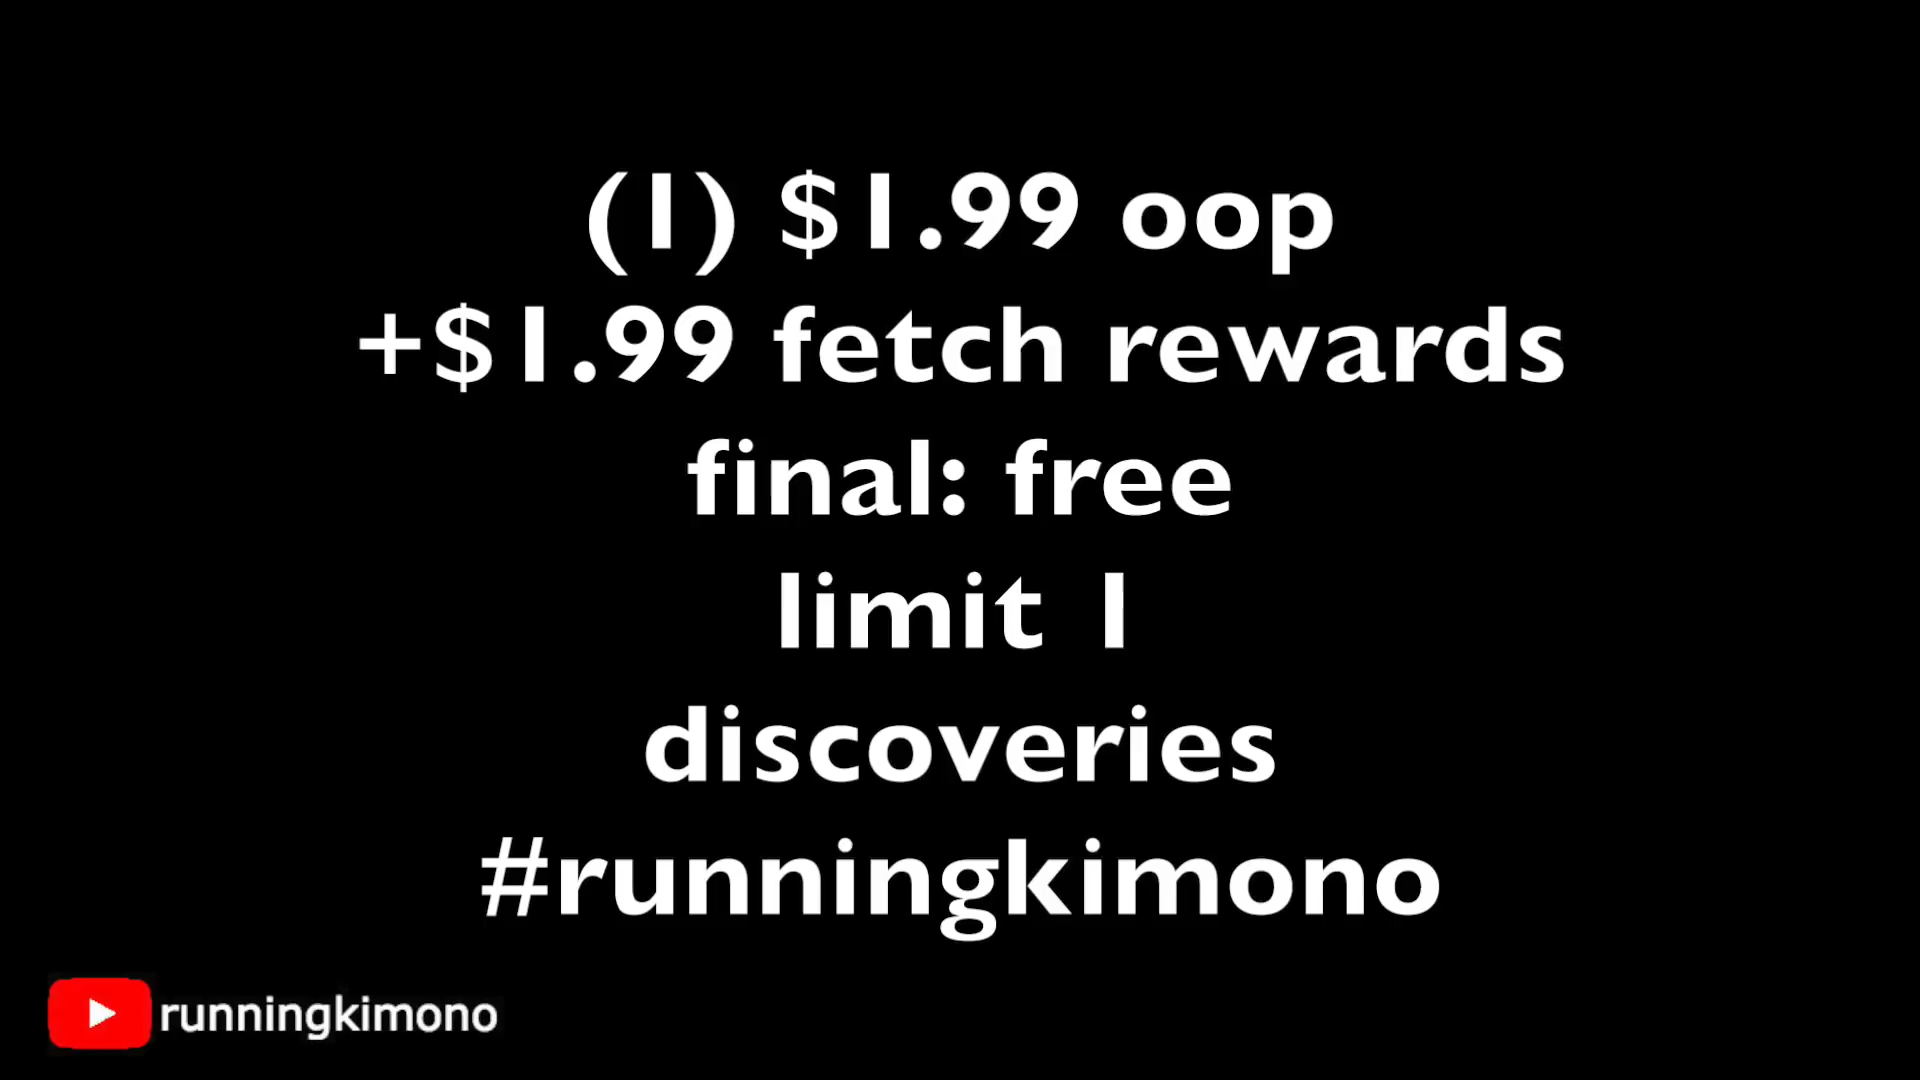 (1) $1.99 oop
+$1.99 fetch rewards
final: free
limit 1
discoveries
#runningkimono
runningkimono